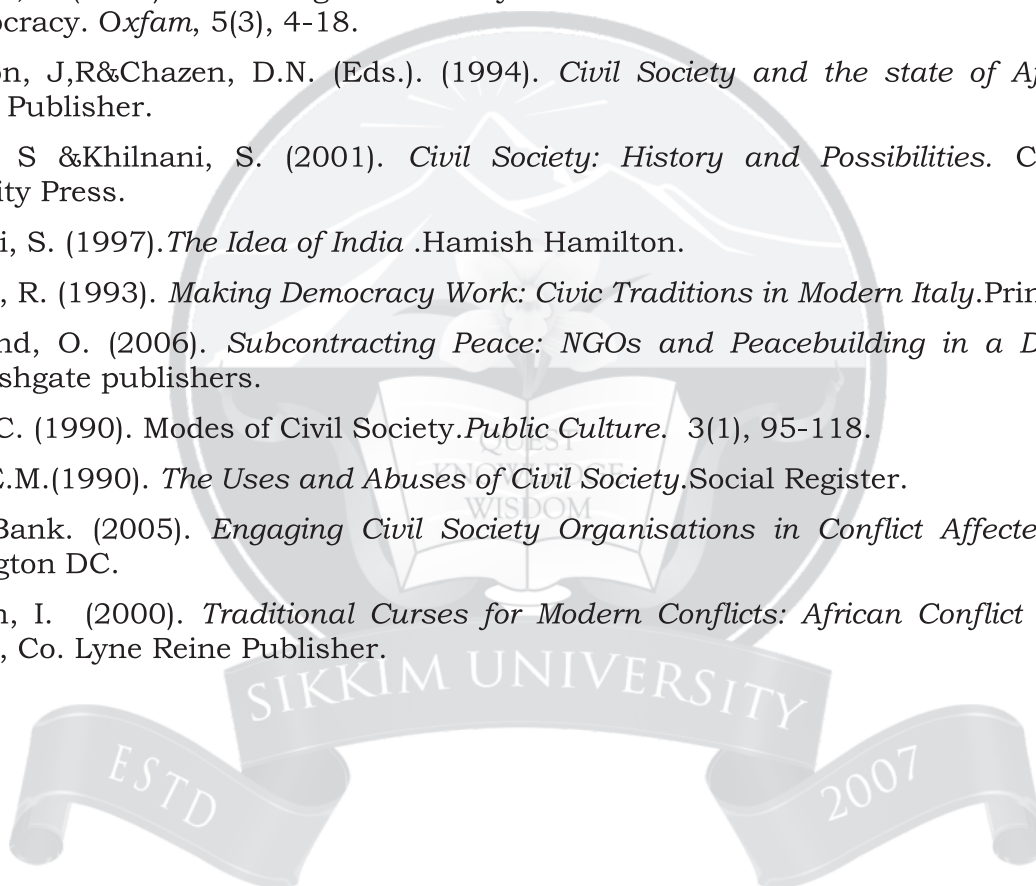 ocracy. Oxfam, 5(3), 4-18.
on, J,R&Chazen, D.N. (Eds.). (1994). Civil Society and the state of Af
Publisher.
S &Khilnani, S. (2001). Civil Society: History and Possibilities. C
ity Press.
i, S. (1997).The Idea of India .Hamish Hamilton.
, R. (1993). Making Democracy Work: Civic Traditions in Modern Italy.Prin
nd, O. (2006). Subcontracting Peace: NGOs and Peacebuilding in a D
shgate publishers.
C. (1990). Modes of Civil Society.Public Culture. 3(1), 95-118.
E.M.(1990). The Uses and Abuses of Civil Society.Social Register.
Bank. (2005). Engaging Civil Society Organisations in Conflict Affecte
gton DC.
n, I. (2000). Traditional Curses for Modern Conflicts: African Conflict
, Co. Lyne Reine Publisher.
QUEST
KNOWLEDGE
WISDOM
SIKKIM UNIVERSITY
ESTD
2007